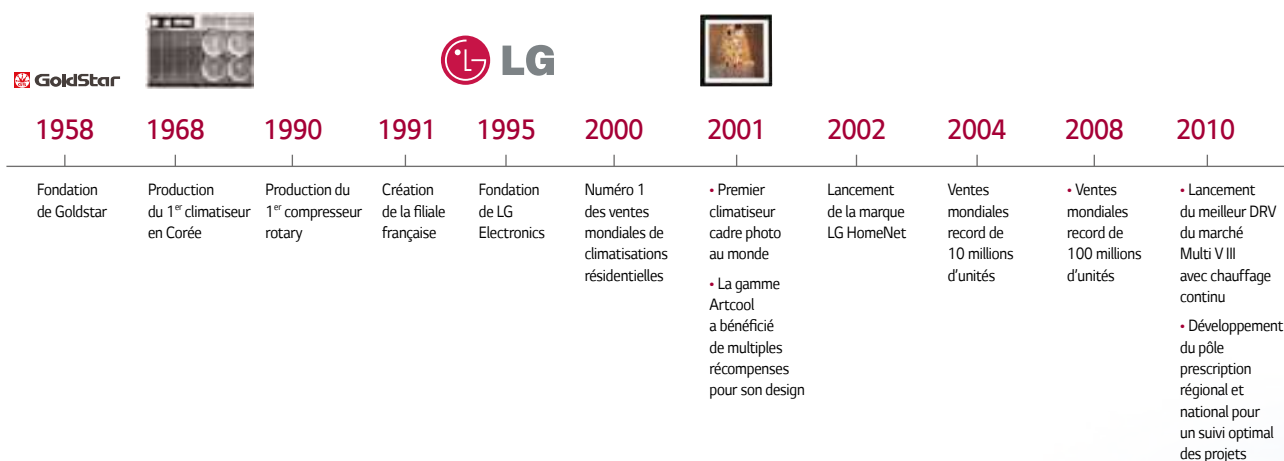 GoldStar
LG
1958
1968
1990
1991
1995
2000
2001
2002
2004
2008
2010
Fondation
de Goldstar
Production
du 1er climatiseur
en Corée
Production du
1er compresseur
rotary
Création
de la filiale
française
Fondation
de LG
Electronics
Numéro 1
des ventes
mondiales de
climatisations
résidentielles
• Premier
climatiseur
cadre photo
au monde
• La gamme
Artcool
a bénéficié
de multiples
récompenses
pour son design
Lancement
de la marque
LG HomeNet
Ventes
mondiales
record de
10 millions
d’unités
• Ventes
mondiales
record de
100 millions
d’unités
• Lancement
du meilleur DRV
du marché
Multi V III
avec chauffage
continu
• Développement
du pôle
prescription
régional et
national pour
un suivi optimal
des projets